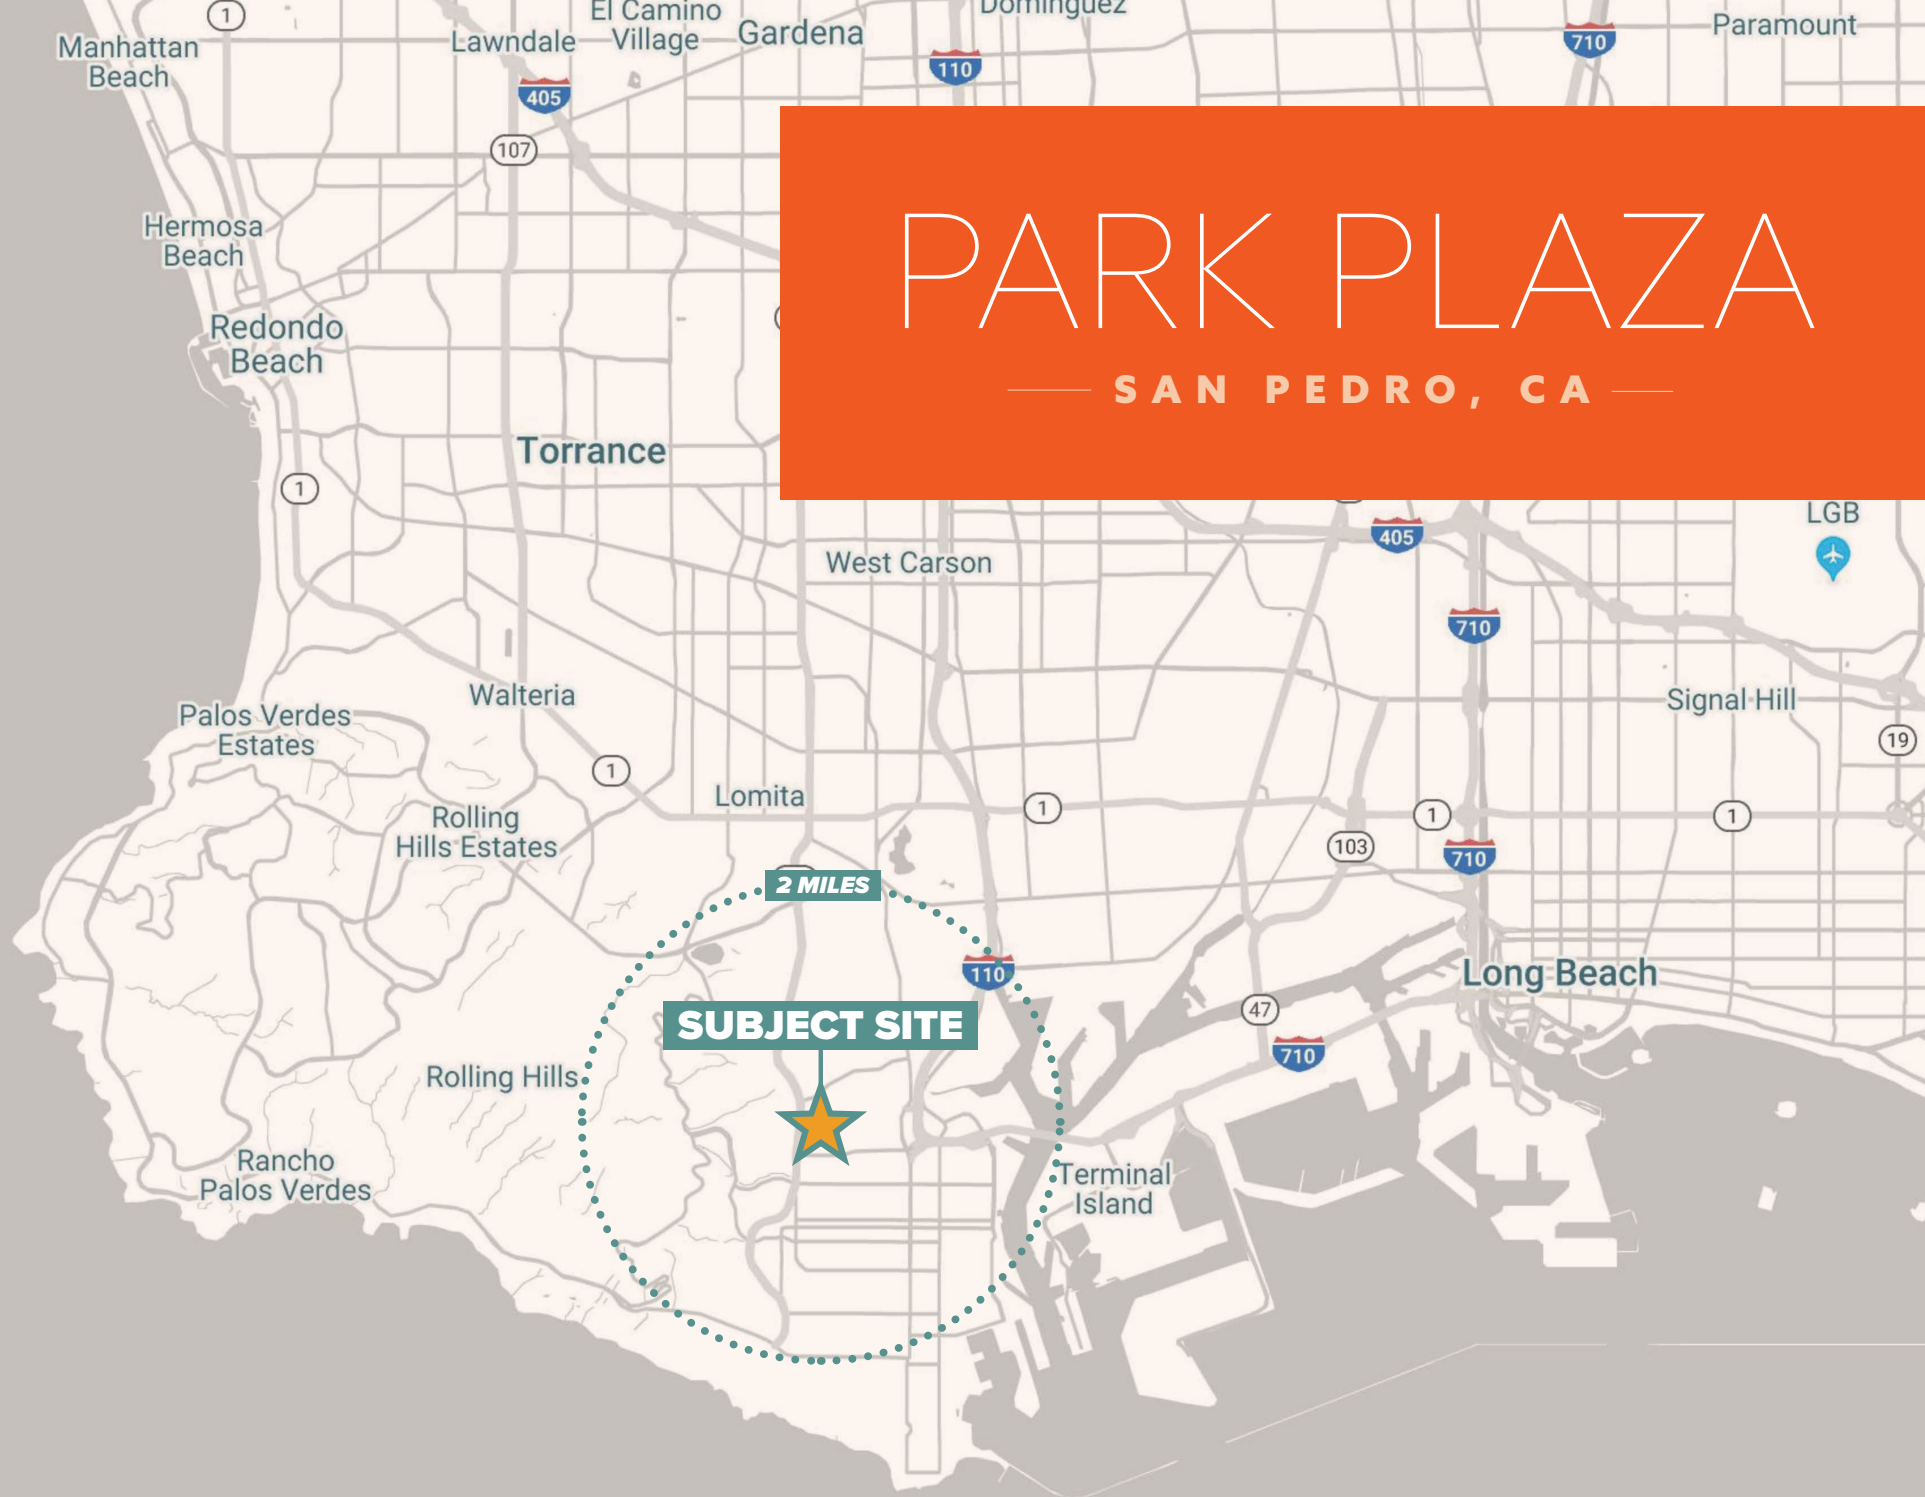 1
El Camino
Village
Dominguez
Paramount
Manhattan
Beach
Lawndale
Gardena
110
710
405
107
Hermosa
Beach
PARK PLAZA
SAN PEDRO, CA
Redondo
Beach
Torrance
1
LGB
405
West Carson
710
Walteria
Signal Hill
Palos Verdes
Estates
19
1
Lomita
1
1
1
Rolling
Hills Estates
103
710
2 MILES
110
Long Beach
47
SUBJECT SITE
710
Rolling Hills
Rancho
Palos Verdes
Terminal
Island